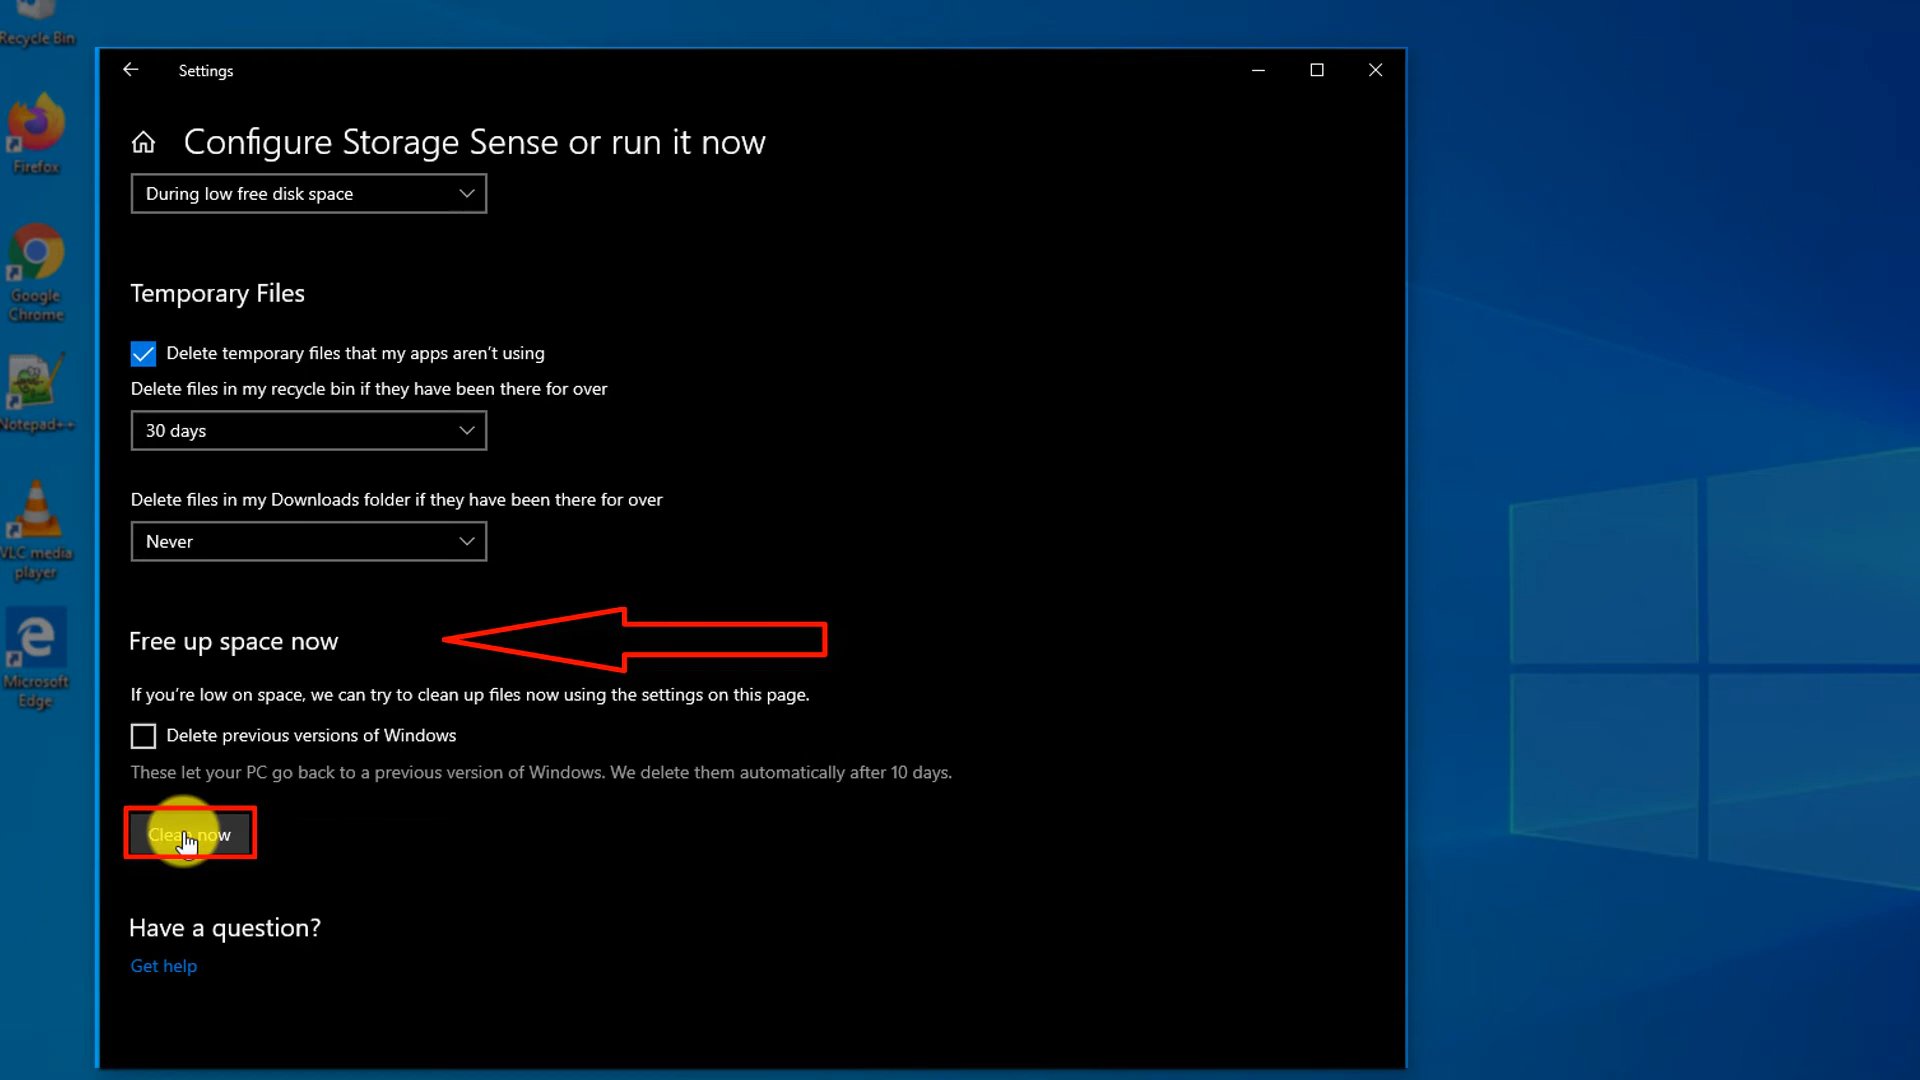 Recycle Bin
Firefox
Google
Chrome
Notepad++
VLC media
player
Microsoft
Edge
Settings
Configure Storage Sense or run it now
During low free disk space
Temporary Files
Delete temporary files that my apps aren't using
Delete files in my recycle bin if they have been there for over
30 days
Delete files in my Downloads folder if they have been there for over
Never
Free up space now
If you're low on space, we can try to clean up files now using the settings on this page.
Delete previous versions of Windows
These let your PC go back to a previous version of Windows. We delete them automatically after 10 days.
Clean now
Have a question?
Get help